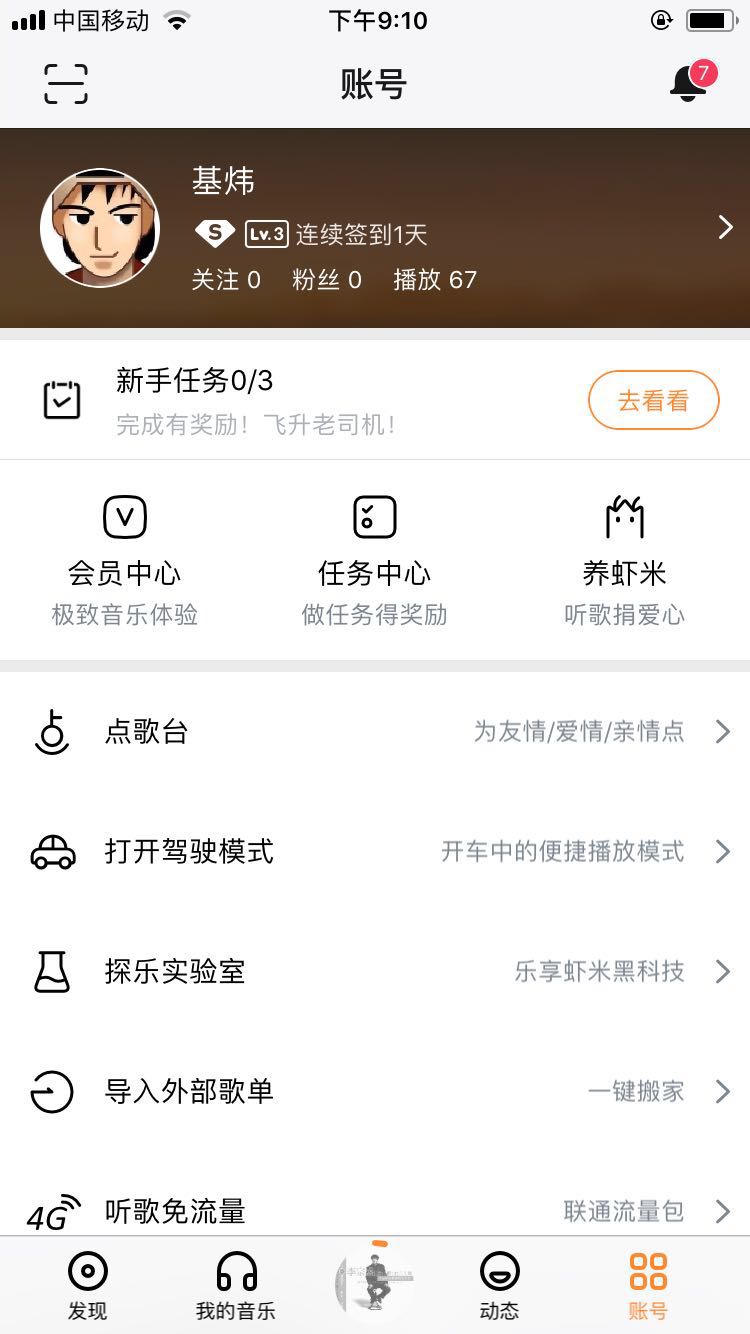 中国移动
下午9:10
账号
7
基炜
S Lv.3 连续签到1天
关注 0 粉丝 0 播放 67
新手任务0/3
完成有奖励！飞升老司机！
去看看
会员中心 任务中心 养虾米
极致音乐体验 做任务得奖励 听歌捐爱心
点歌台 为友情/爱情/亲情点
打开驾驶模式 开车中的便捷播放模式
探乐实验室 乐享虾米黑科技
导入外部歌单 一键搬家
4G 听歌免流量 联通流量包
发现 我的音乐 动态 账号